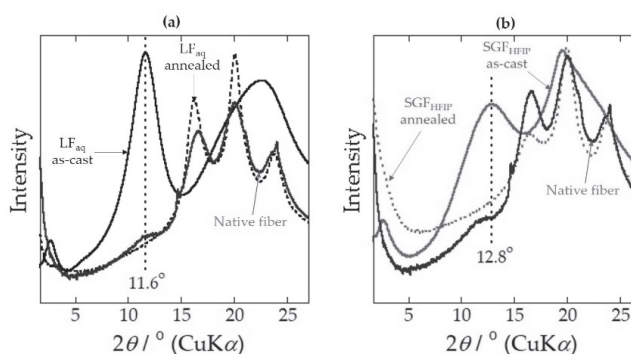 (a)
LF_aq
annealed
LF_aq
as-cast
Native fiber
11.6°
Intensity
5 10 15 20 25
2θ / ° (CuKα)
(b)
SGF_HFIP
as-cast
SGF_HFIP
annealed
Native fiber
12.8°
Intensity
5 10 15 20 25
2θ / ° (CuKα)